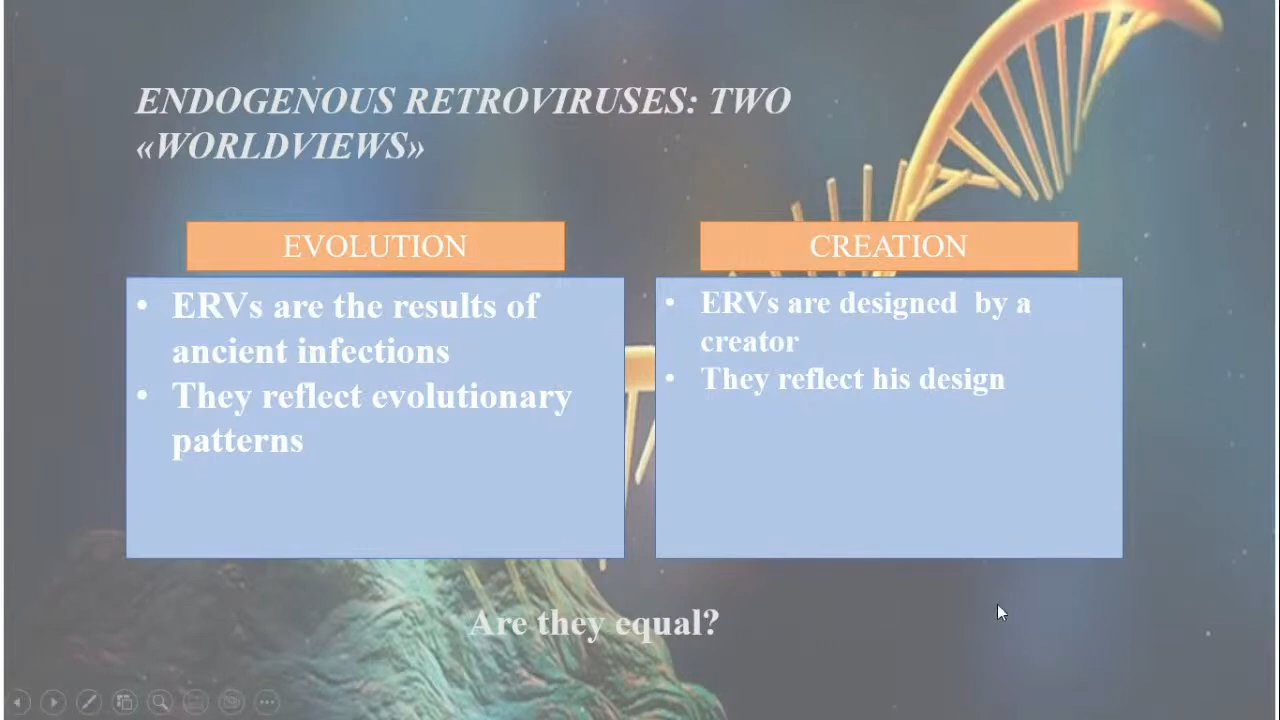 ENDOGENOUS RETROVIRUSES: TWO
«WORLDVIEWS»
EVOLUTION
• ERVs are the results of
ancient infections
• They reflect evolutionary
patterns
CREATION
• ERVs are designed by a
creator
• They reflect his design
Are they equal?